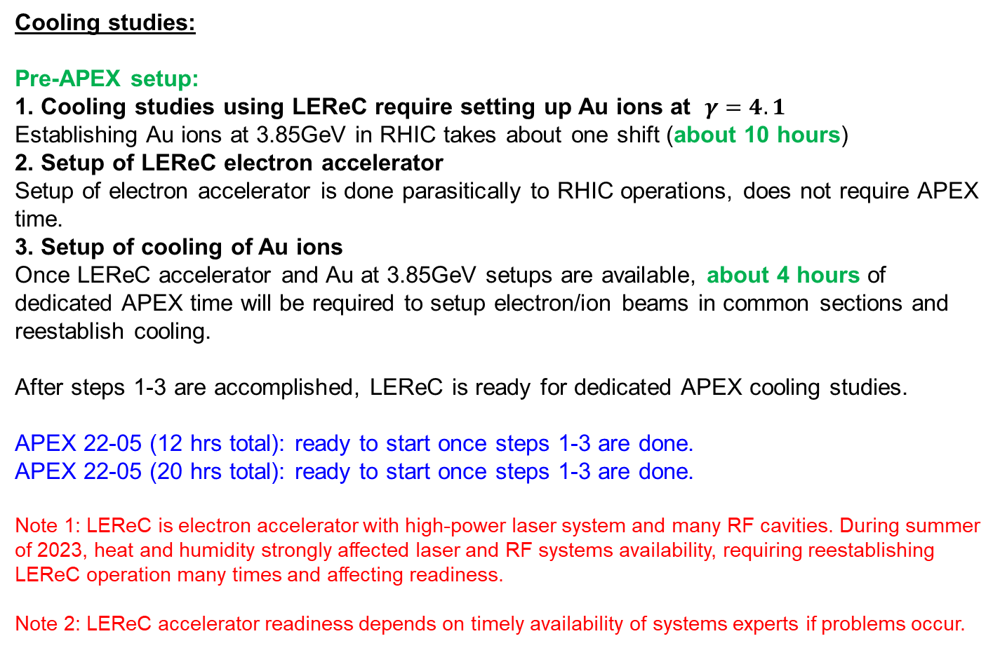 Cooling studies:
Pre-APEX setup:
1. Cooling studies using LEReC require setting up Au ions at γ = 4.1
Establishing Au ions at 3.85GeV in RHIC takes about one shift (about 10 hours)
2. Setup of LEReC electron accelerator
Setup of electron accelerator is done parasitically to RHIC operations, does not require APEX
time.
3. Setup of cooling of Au ions
Once LEReC accelerator and Au at 3.85GeV setups are available, about 4 hours of
dedicated APEX time will be required to setup electron/ion beams in common sections and
reestablish cooling.
After steps 1-3 are accomplished, LEReC is ready for dedicated APEX cooling studies.
APEX 22-05 (12 hrs total): ready to start once steps 1-3 are done.
APEX 22-05 (20 hrs total): ready to start once steps 1-3 are done.
Note 1: LEReC is electron accelerator with high-power laser system and many RF cavities. During summer
of 2023, heat and humidity strongly affected laser and RF systems availability, requiring reestablishing
LEReC operation many times and affecting readiness.
Note 2: LEReC accelerator readiness depends on timely availability of systems experts if problems occur.